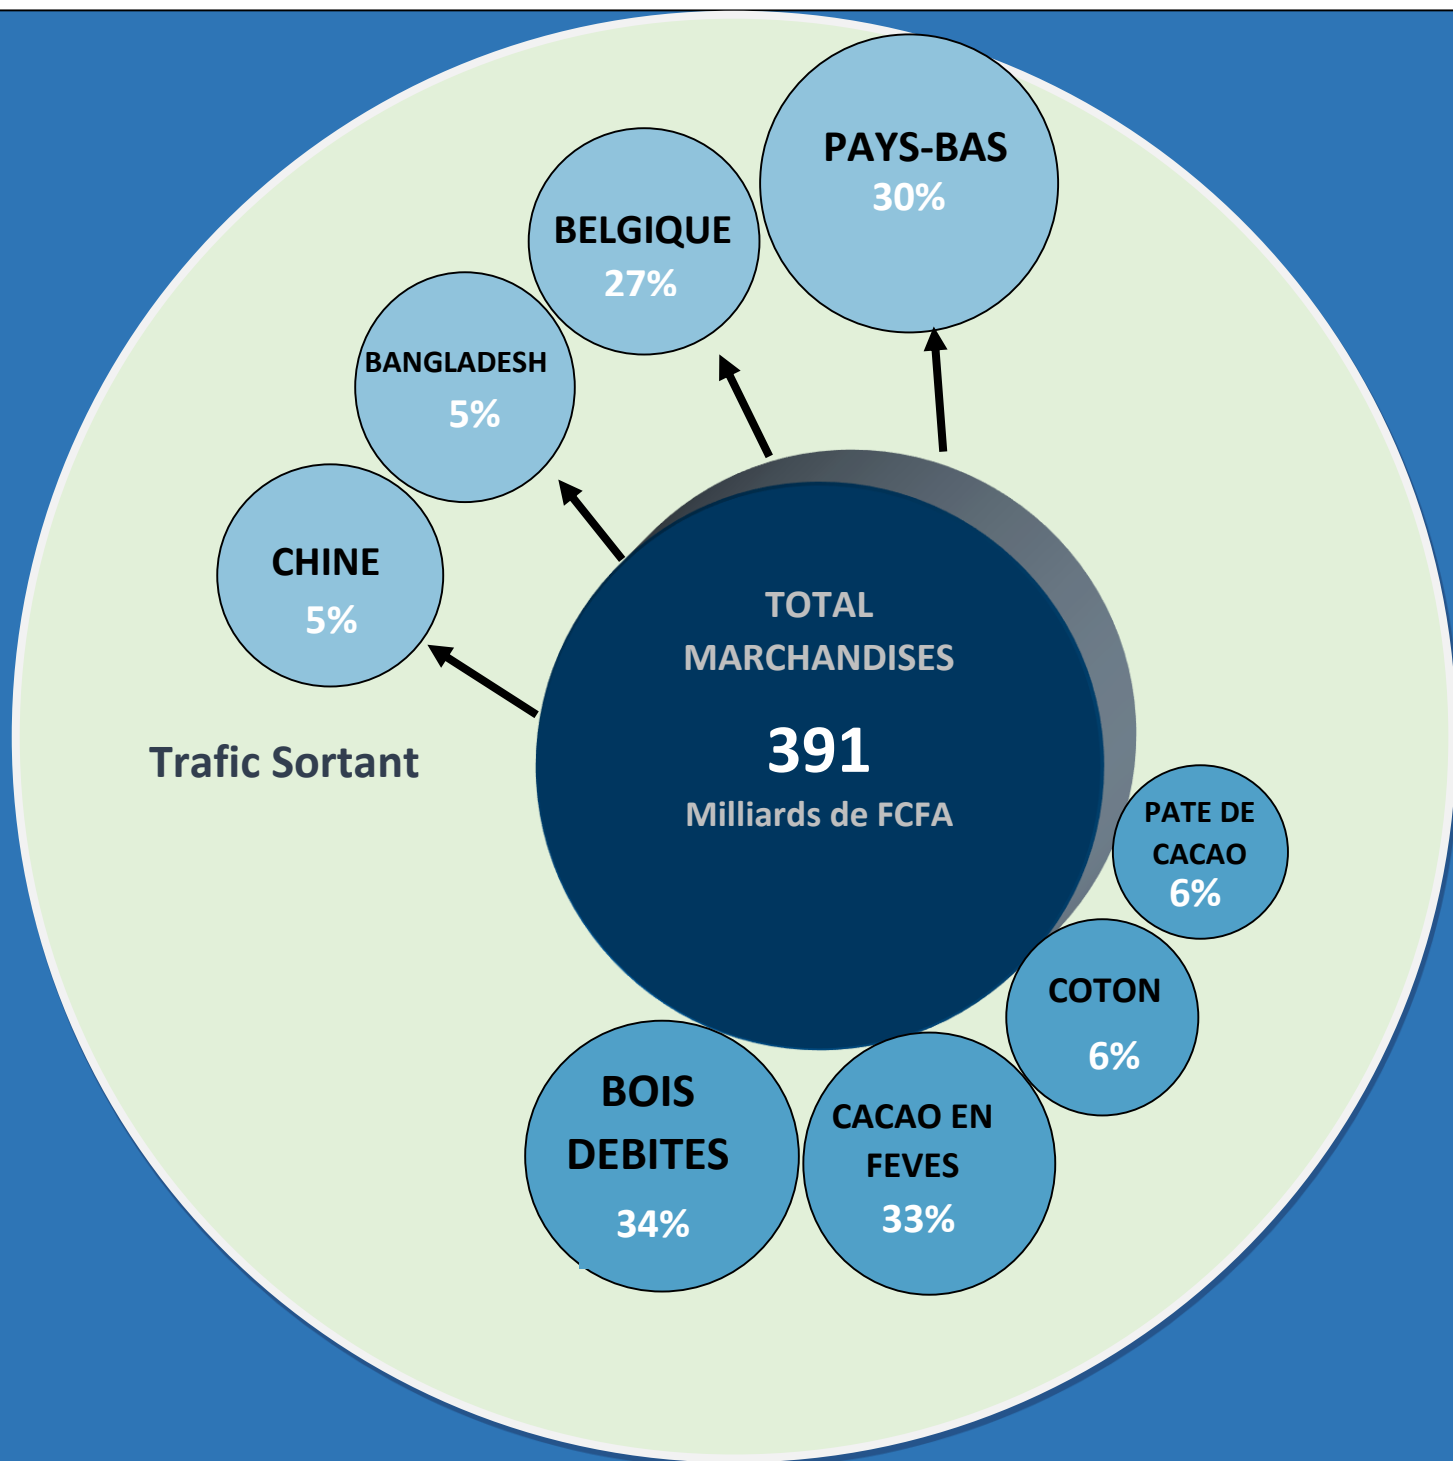 PAYS-BAS
30%
BELGIQUE
27%
BANGLADESH
5%
CHINE
5%
TOTAL
MARCHANDISES
391
Milliards de FCFA
Trafic Sortant
PATE DE
CACAO
6%
COTON
6%
BOIS
DEBITES
34%
CACAO EN
FEVES
33%